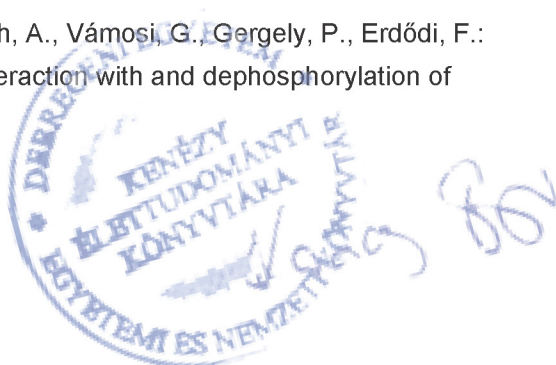 h, A., Vámosi, G., Gergely, P., Erdődi, F.:
eraction with and dephosphorylation of
DEBRECENI EGYETEM
KENÉZY
ÉLETTUDOMÁNYI
KÖNYVTÁRA
EGYETEMI ÉS NEMZETI KÖNYVTÁR